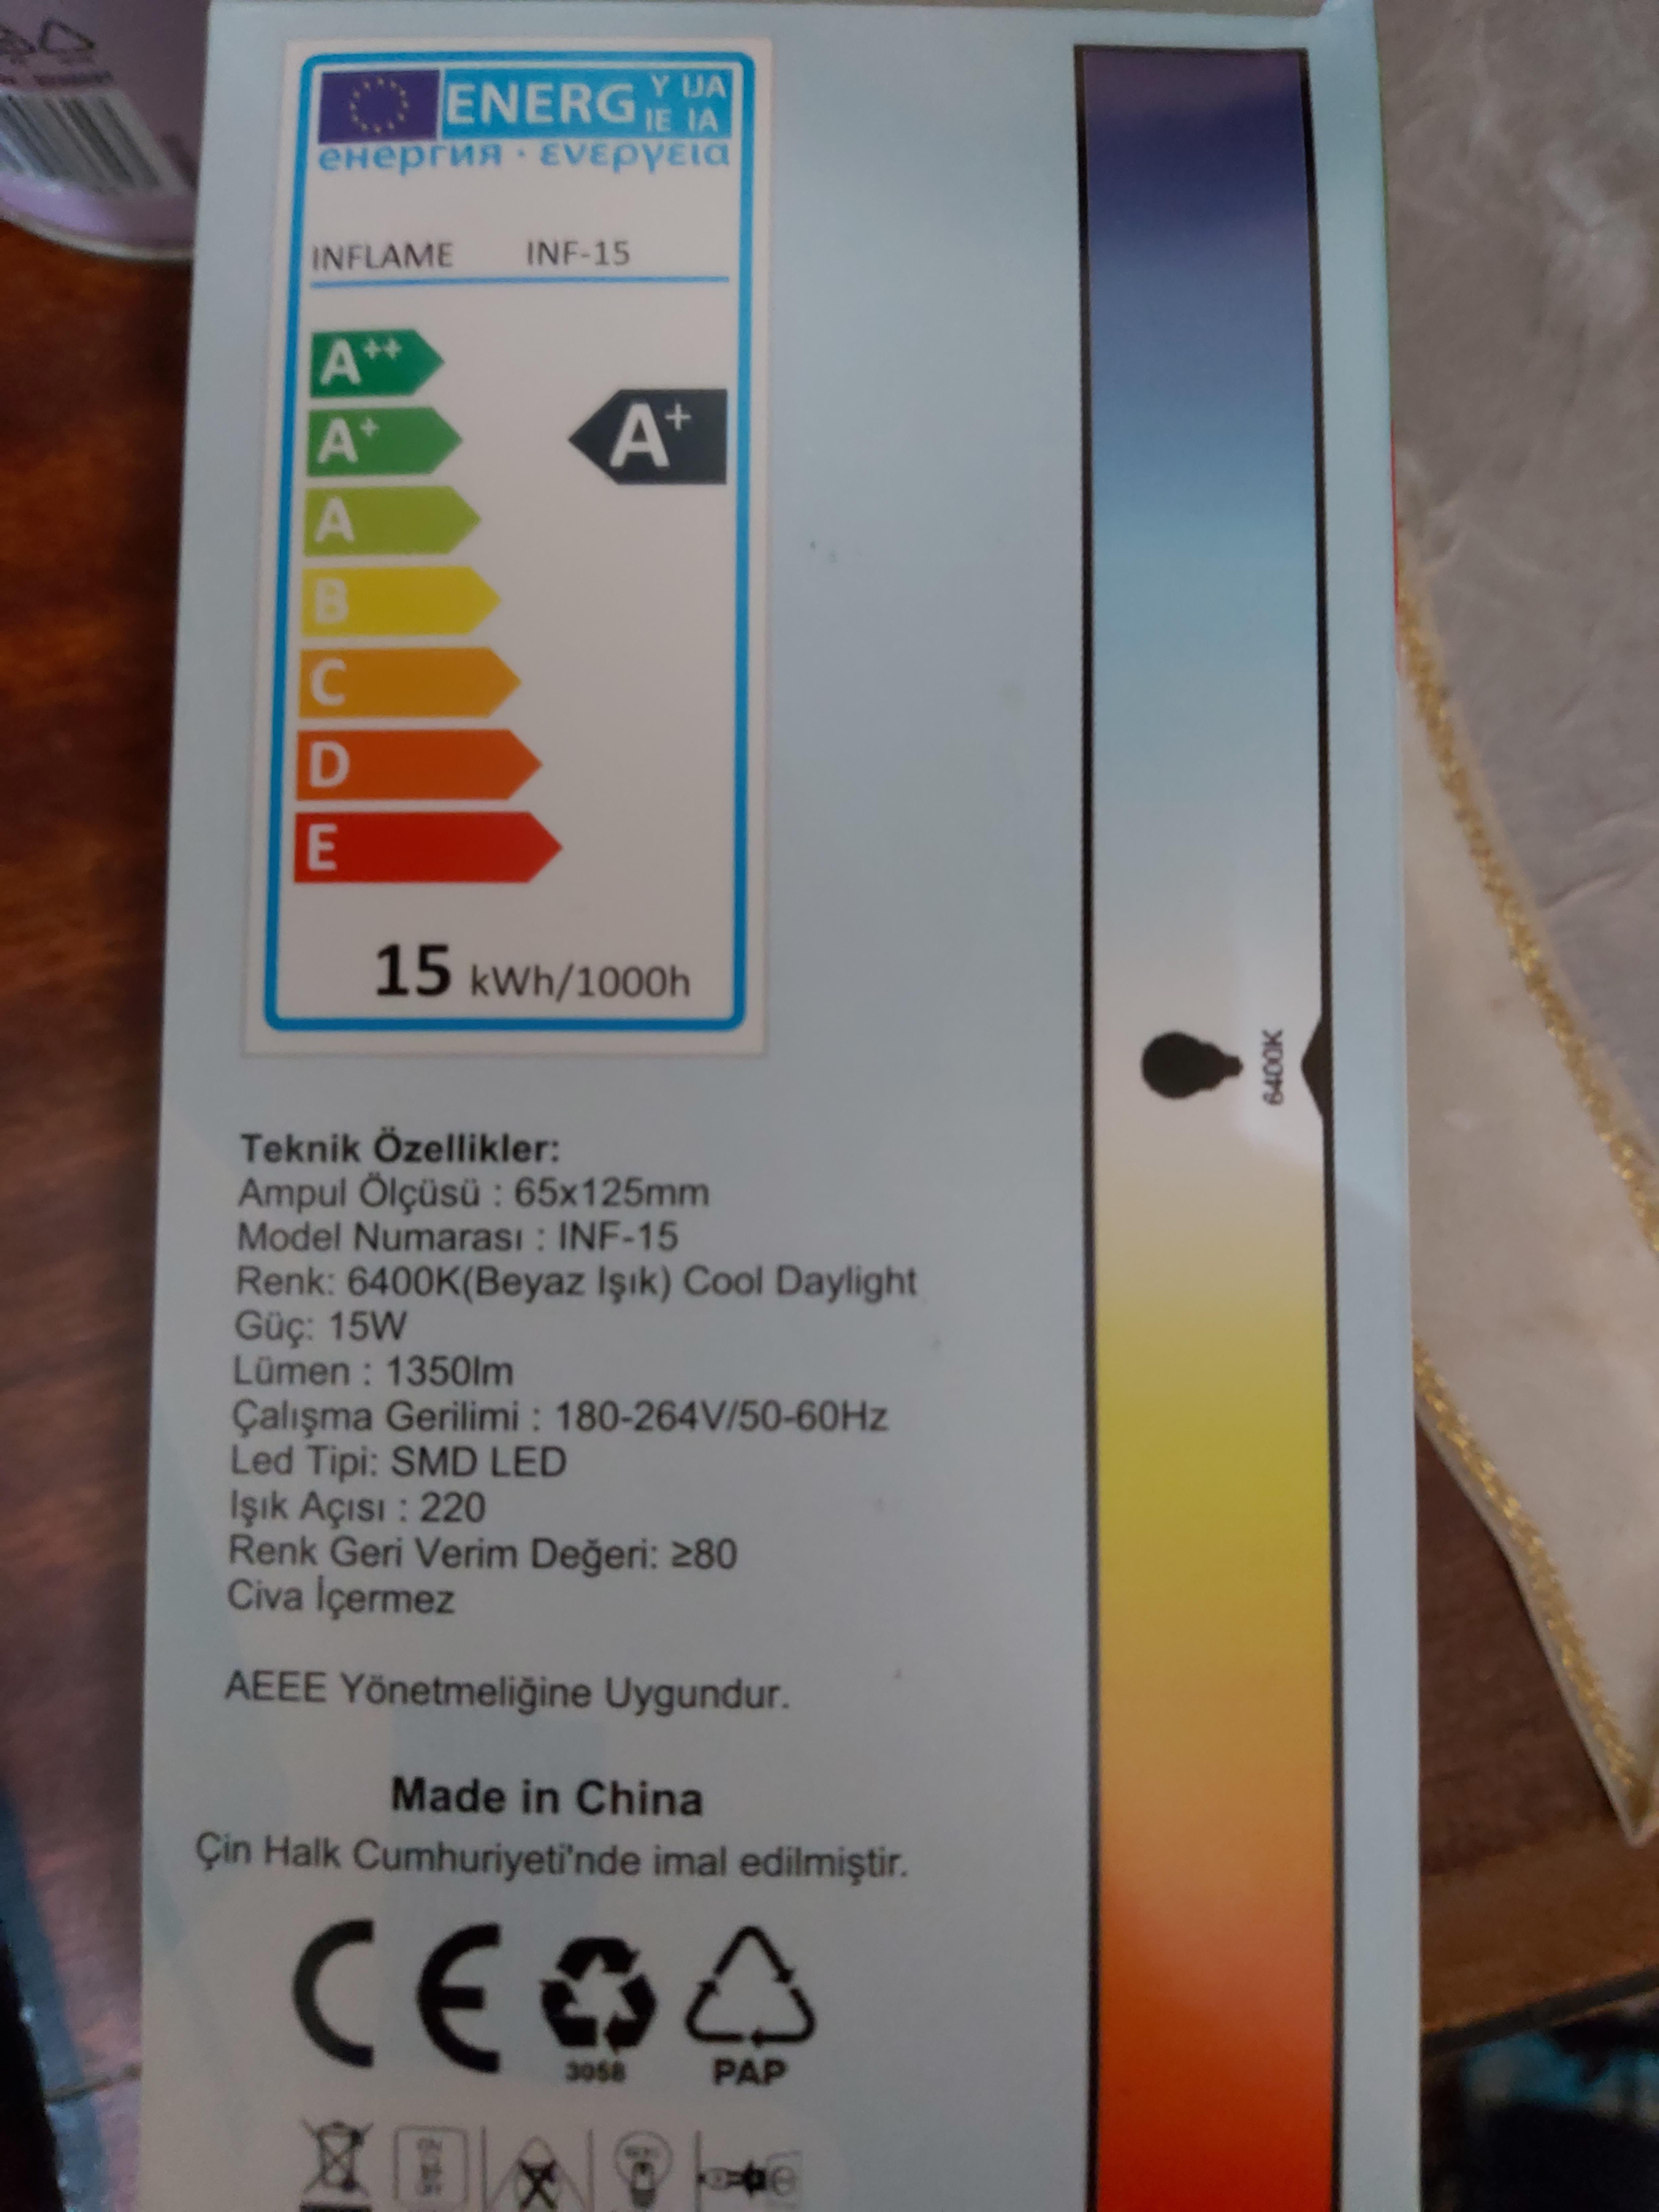 ENERG Y IJA
IE IA
енергия · ενεργεια
INFLAME INF-15
A++
A+
A+
A
B
C
D
E
15 kWh/1000h
6400K
Teknik Özellikler:
Ampul Ölçüsü : 65x125mm
Model Numarası : INF-15
Renk: 6400K(Beyaz Işık) Cool Daylight
Güç: 15W
Lümen : 1350lm
Çalışma Gerilimi : 180-264V/50-60Hz
Led Tipi: SMD LED
Işık Açısı : 220
Renk Geri Verim Değeri: ≥80
Civa İçermez
AEEE Yönetmeliğine Uygundur.
Made in China
Çin Halk Cumhuriyeti'nde imal edilmiştir.
CE
3058
PAP